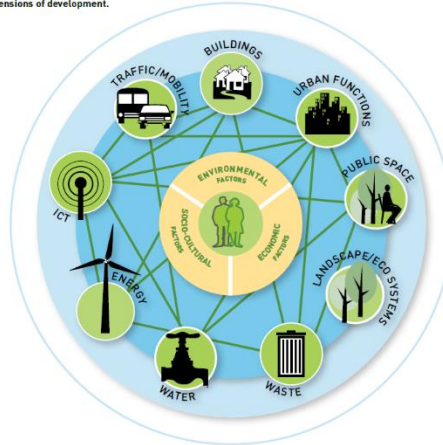 ensions of development.
BUILDINGS
TRAFFIC/MOBILITY
URBAN FUNCTIONS
PUBLIC SPACE
ICT
ENVIRONMENTAL
FACTORS
SOCIO-CULTURAL
FACTORS
ECONOMIC
FACTORS
LANDSCAPE/ECO SYSTEMS
ENERGY
WATER
WASTE